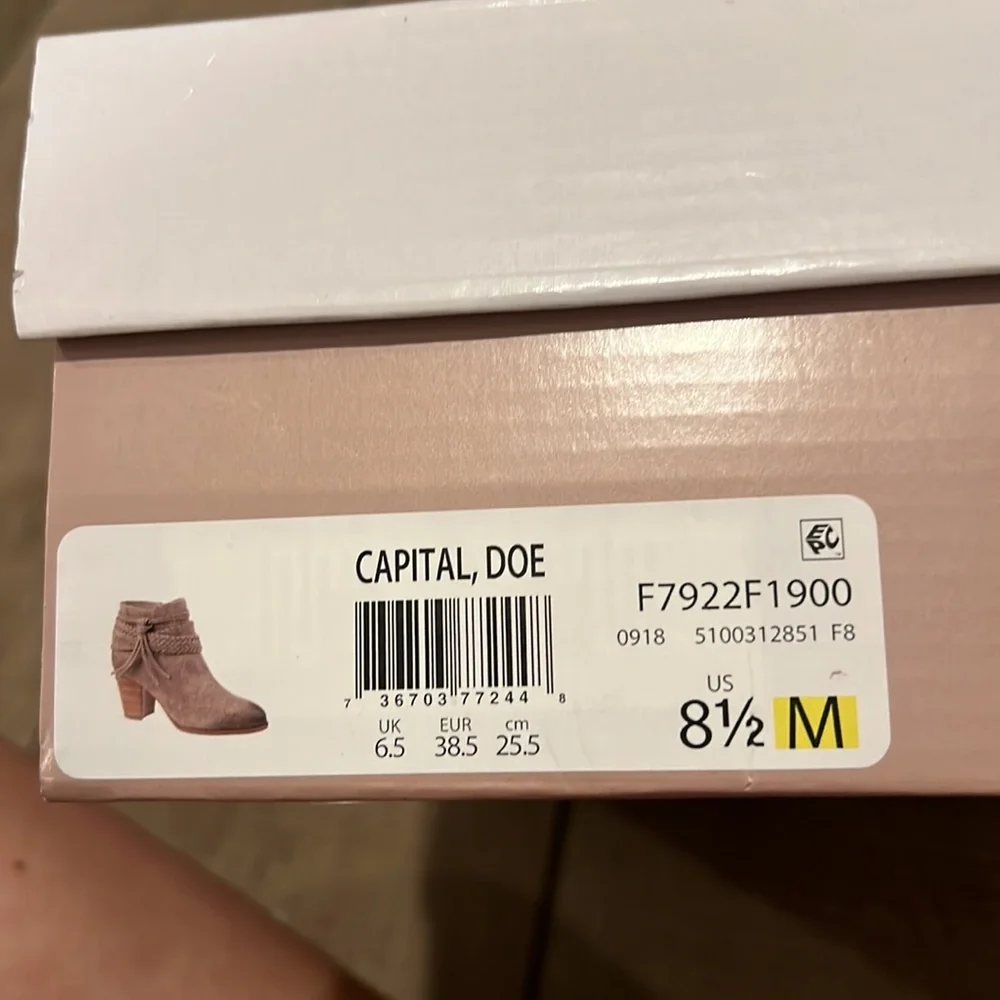 CAPITAL, DOE
7 36703 77244 8
UK EUR cm
6.5 38.5 25.5
EPC
F7922F1900
0918 5100312851 F8
US
8½ M